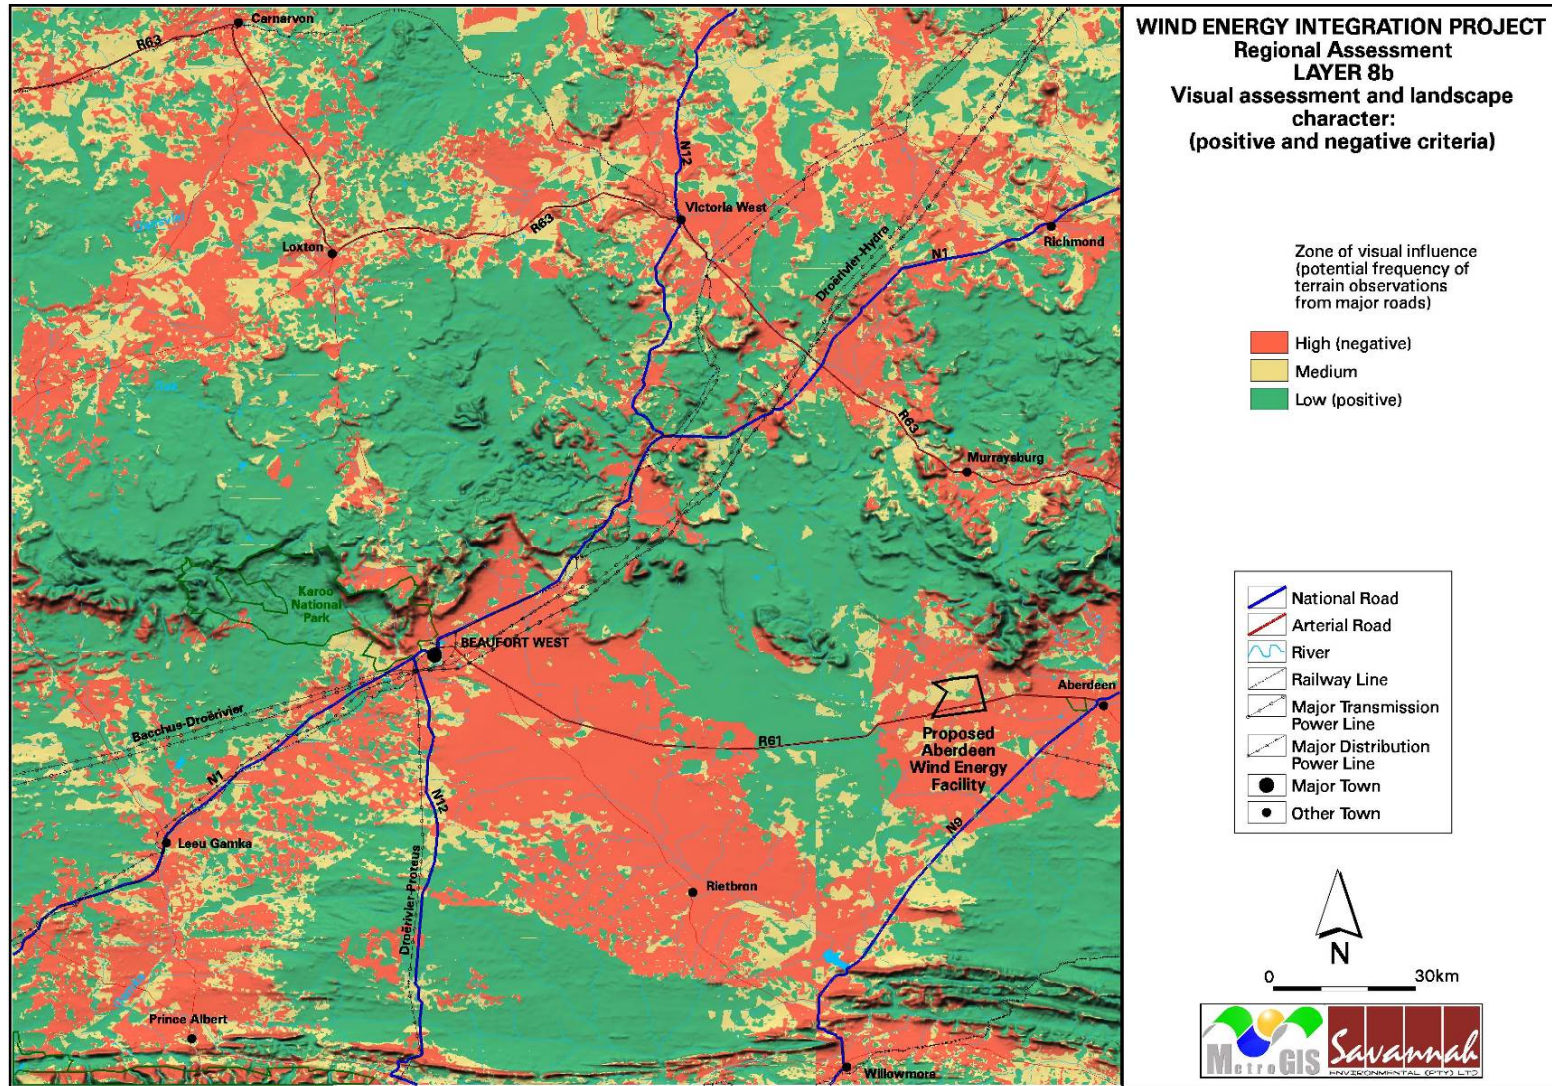 WIND ENERGY INTEGRATION PROJECT
Regional Assessment
LAYER 8b
Visual assessment and landscape
character:
(positive and negative criteria)
Zone of visual influence
(potential frequency of
terrain observations
from major roads)
High (negative)
Medium
Low (positive)
National Road
Arterial Road
River
Railway Line
Major Transmission
Power Line
Major Distribution
Power Line
Major Town
Other Town
N
0 30km
MetroGIS
Savannah
ENVIRONMENTAL (PTY) LTD
Carnarvon
R63
N12
Victoria West
R63
Loxton
Richmond
N1
Droërivier-Hydra
R63
Murraysburg
Karoo
National
Park
BEAUFORT WEST
Aberdeen
Bacchus-Droërivier
R61
Proposed
Aberdeen
Wind Energy
Facility
N1
N12
N9
Leeu Gamka
Droërivier-Proteus
Rietbron
Prince Albert
Willowmore